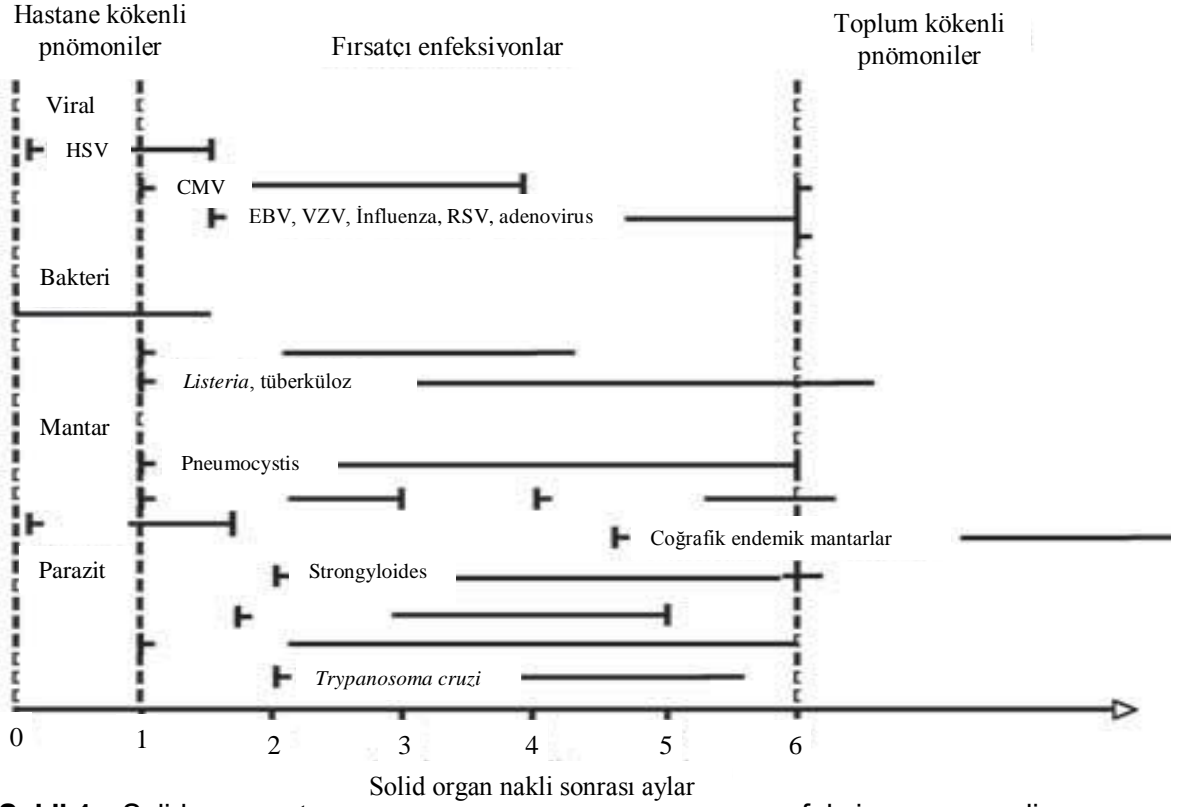 Hastane kökenli
pnömoniler
Fırsatçı enfeksiyonlar
Toplum kökenli
pnömoniler
Viral
HSV
CMV
EBV, VZV, İnfluenza, RSV, adenovirus
Bakteri
Listeria, tüberküloz
Mantar
Pneumocystis
Coğrafik endemik mantarlar
Parazit
Strongyloides
Trypanosoma cruzi
0 1 2 3 4 5 6
Solid organ nakli sonrası aylar